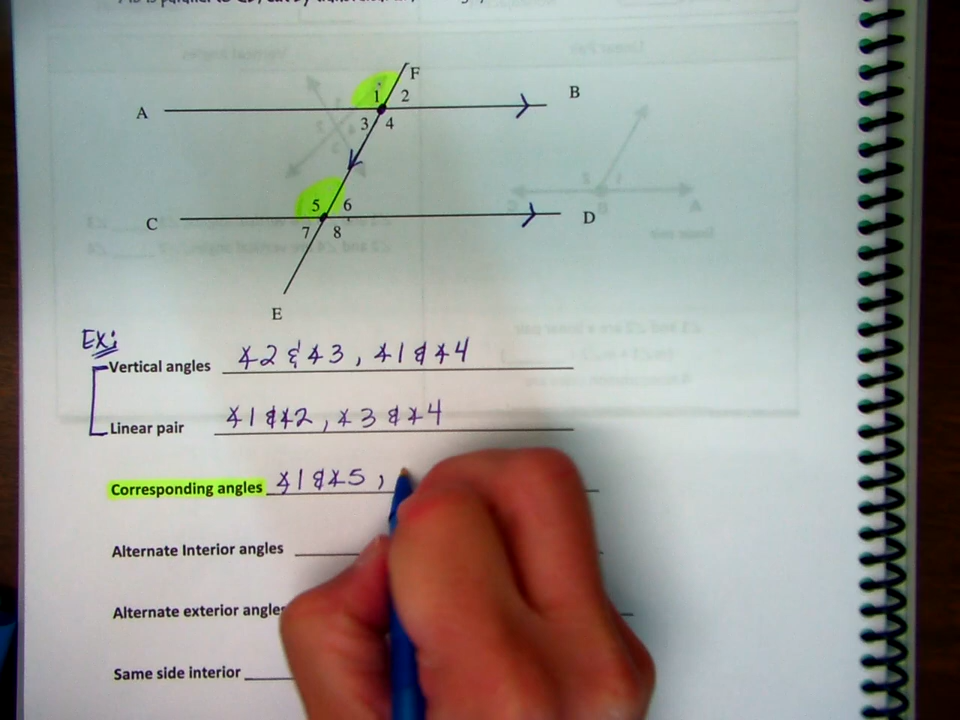 F
1 2
A B
3 4
5 6
C D
7 8
E
Ex:
Vertical angles ∡2 & ∡3, ∡1 & ∡4
Linear pair ∡1 & ∡2, ∡3 & ∡4
Corresponding angles ∡1 & ∡5,
Alternate Interior angles
Alternate exterior angles
Same side interior